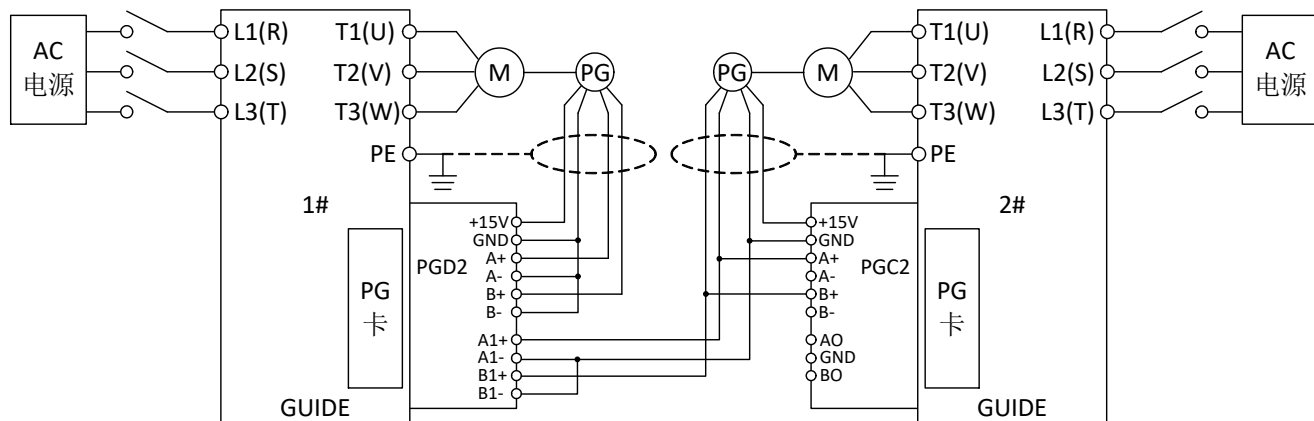 AC
电源
L1(R)
L2(S)
L3(T)
T1(U)
T2(V)
T3(W)
PE
M
PG
1#
PG
卡
GUIDE
PGD2
+15V
GND
A+
A-
B+
B-
A1+
A1-
B1+
B1-
PG
M
T1(U)
T2(V)
T3(W)
PE
L1(R)
L2(S)
L3(T)
AC
电源
2#
+15V
GND
A+
A-
B+
B-
AO
GND
BO
PGC2
PG
卡
GUIDE